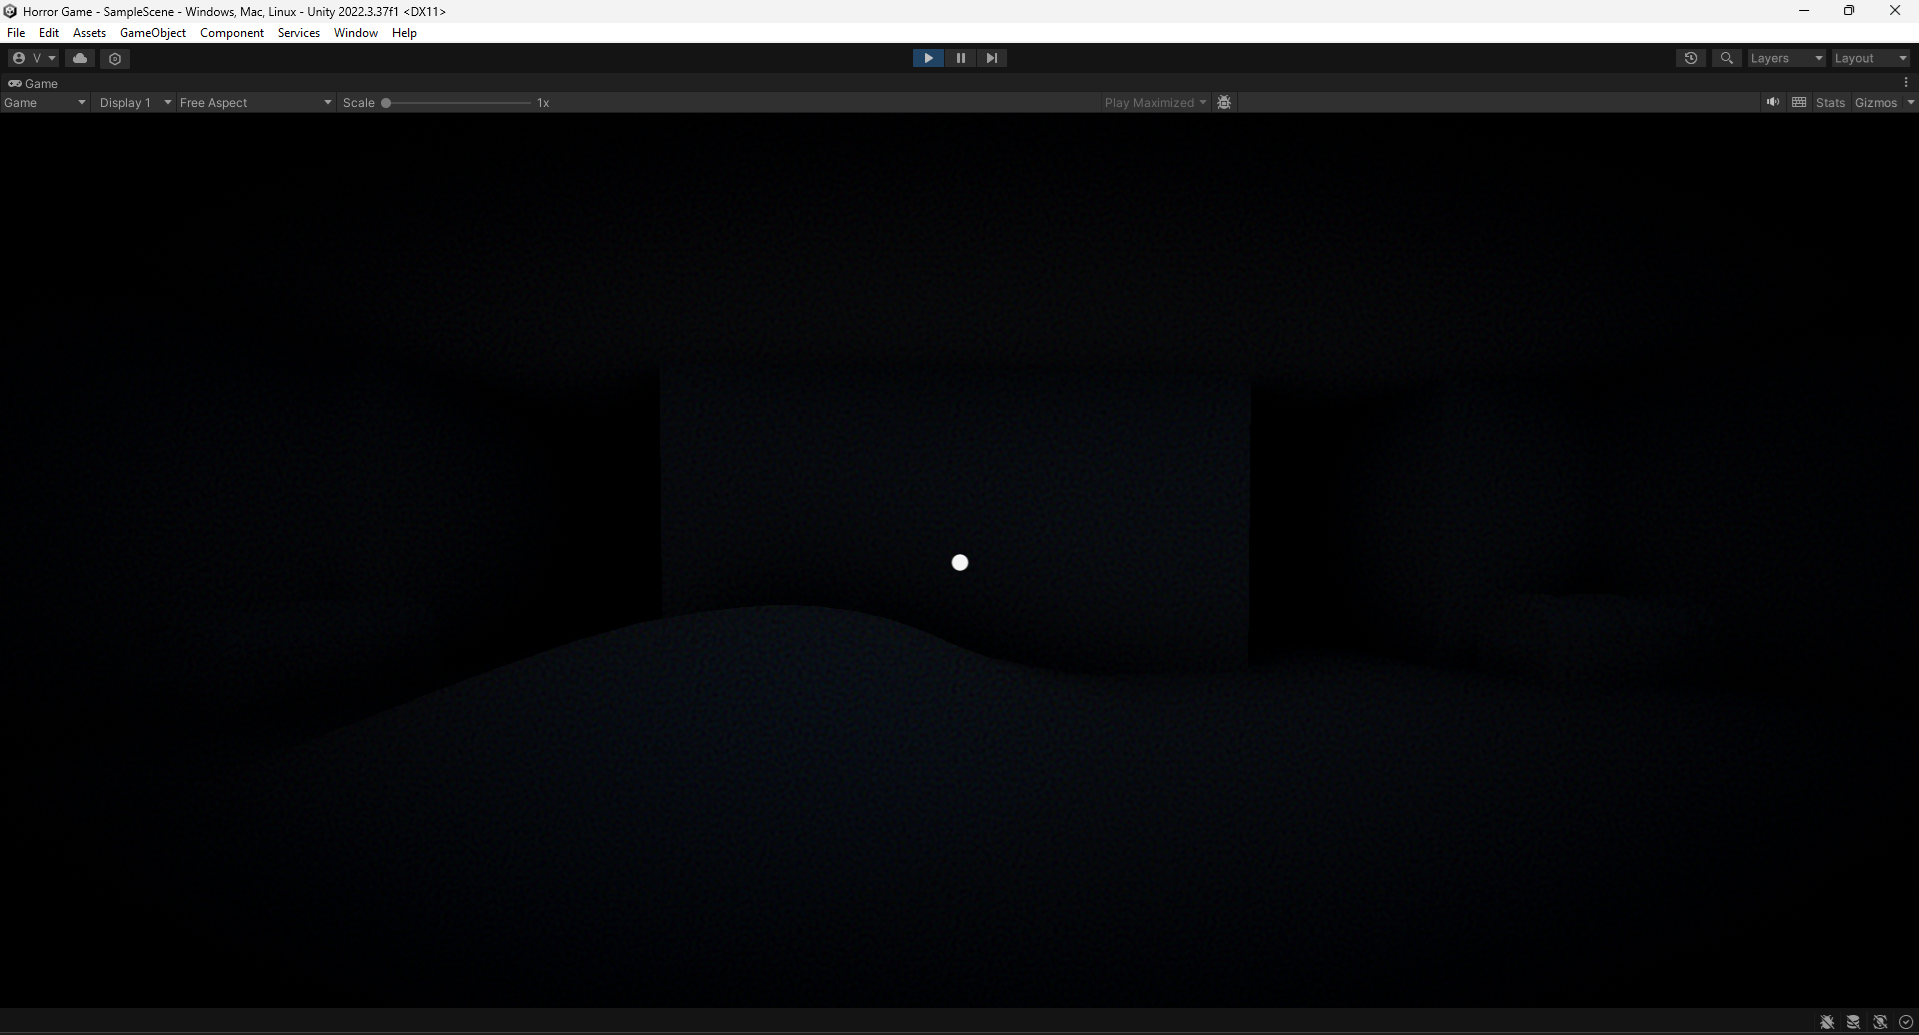 Horror Game - SampleScene - Windows, Mac, Linux - Unity 2022.3.37f1 <DX11>
File Edit Assets GameObject Component Services Window Help
V Layers Layout
Game
Game Display 1 Free Aspect Scale 1x Play Maximized Stats Gizmos